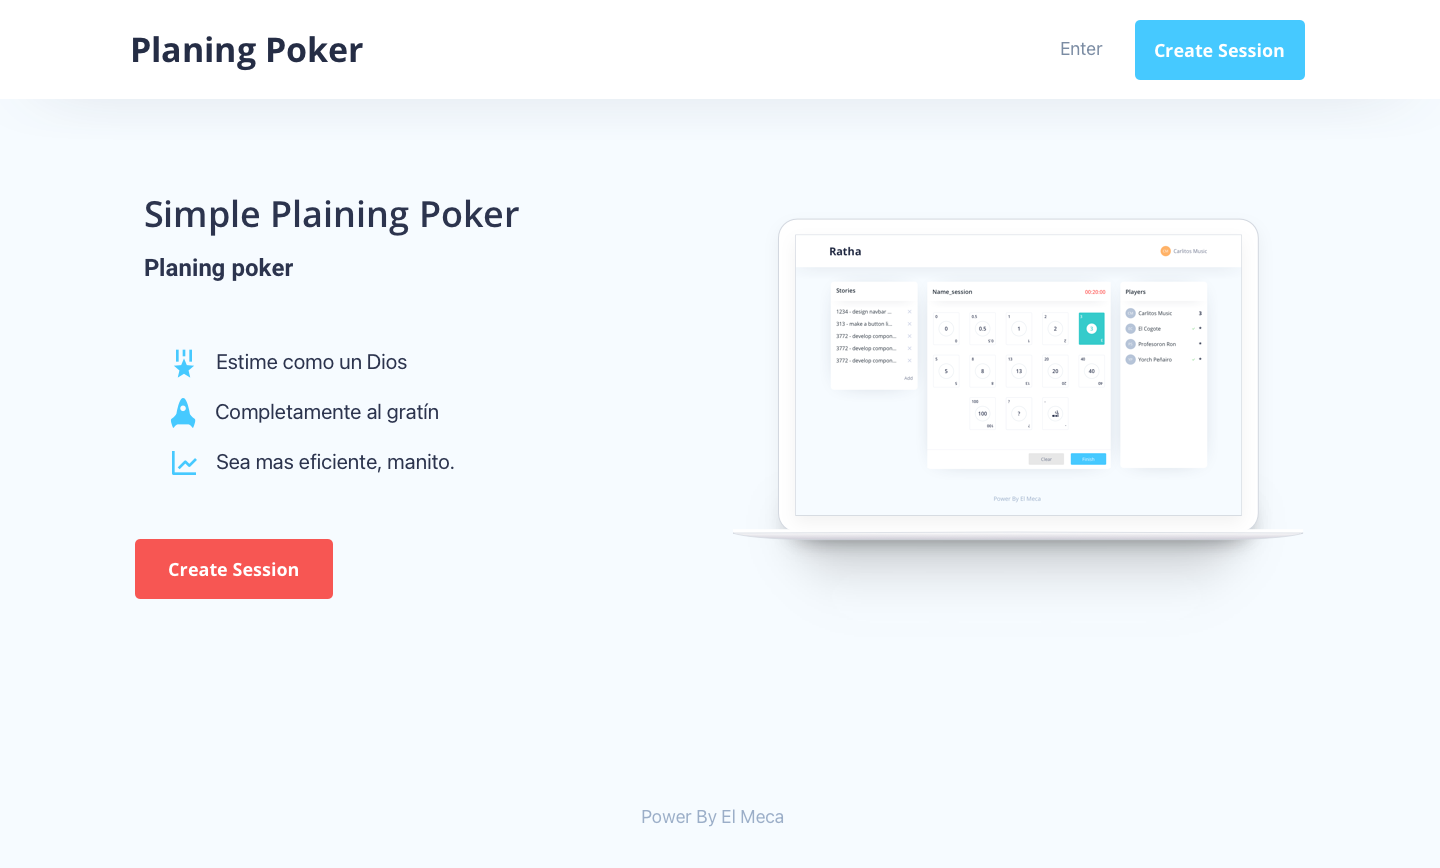 Planing Poker
Enter
Create Session
Simple Plaining Poker
Planing poker
Estime como un Dios
Completamente al gratín
Sea mas eficiente, manito.
Create Session
Ratha
Carlitos Music
Stories
1234 - design navbar ...
313 - make a button li...
3772 - develop compon...
3772 - develop compon...
3772 - develop compon...
Add
Name_session
00:20:00
0 0.5 1 2 3
5 8 13 20 40
100 ?
Clear
Finish
Players
Carlitos Music 3
El Cogote
Profesoron Ron
Yorch Peñairo
Power By El Meca
Power By El Meca